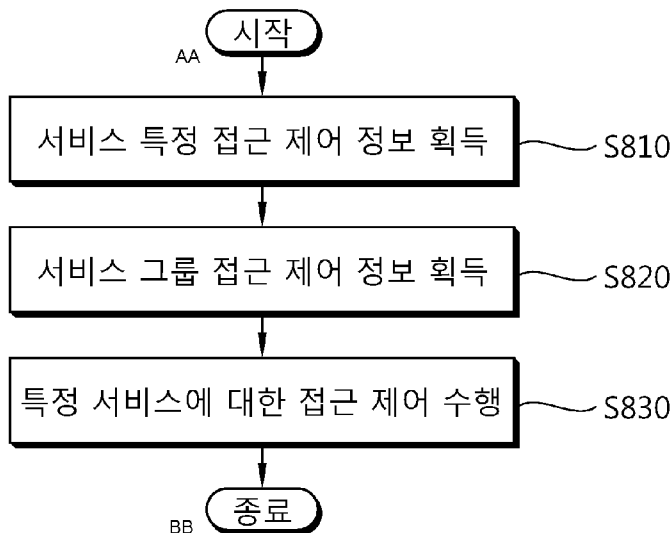 시작
AA
서비스 특정 접근 제어 정보 획득
S810
서비스 그룹 접근 제어 정보 획득
S820
특정 서비스에 대한 접근 제어 수행
S830
종료
BB